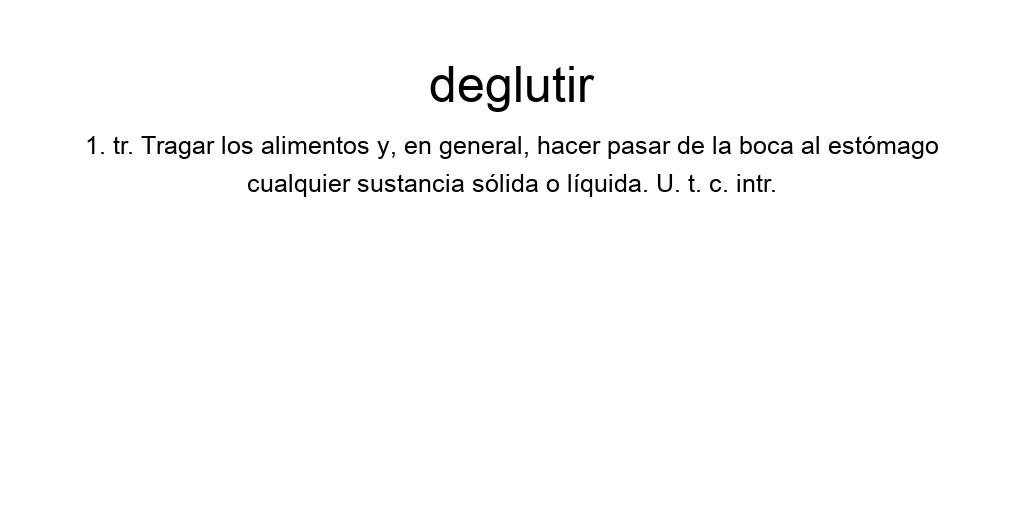 deglutir
1. tr. Tragar los alimentos y, en general, hacer pasar de la boca al estómago
cualquier sustancia sólida o líquida. U. t. c. intr.